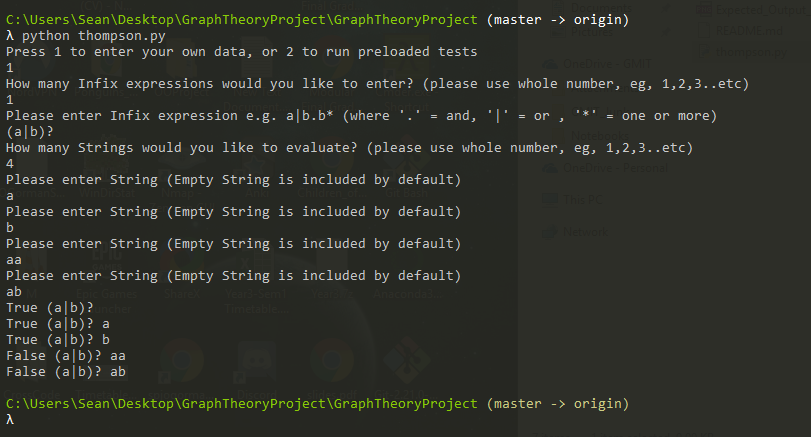 C:\Users\Sean\Desktop\GraphTheoryProject\GraphTheoryProject (master -> origin)
λ python thompson.py
Press 1 to enter your own data, or 2 to run preloaded tests
1
How many Infix expressions would you like to enter? (please use whole number, eg, 1,2,3..etc)
1
Please enter Infix expression e.g. a|b.b* (where '.' = and, '|' = or , '*' = one or more)
(a|b)?
How many Strings would you like to evaluate? (please use whole number, eg, 1,2,3..etc)
4
Please enter String (Empty String is included by default)
a
Please enter String (Empty String is included by default)
b
Please enter String (Empty String is included by default)
aa
Please enter String (Empty String is included by default)
ab
True (a|b)?
True (a|b)? a
True (a|b)? b
False (a|b)? aa
False (a|b)? ab
C:\Users\Sean\Desktop\GraphTheoryProject\GraphTheoryProject (master -> origin)
λ